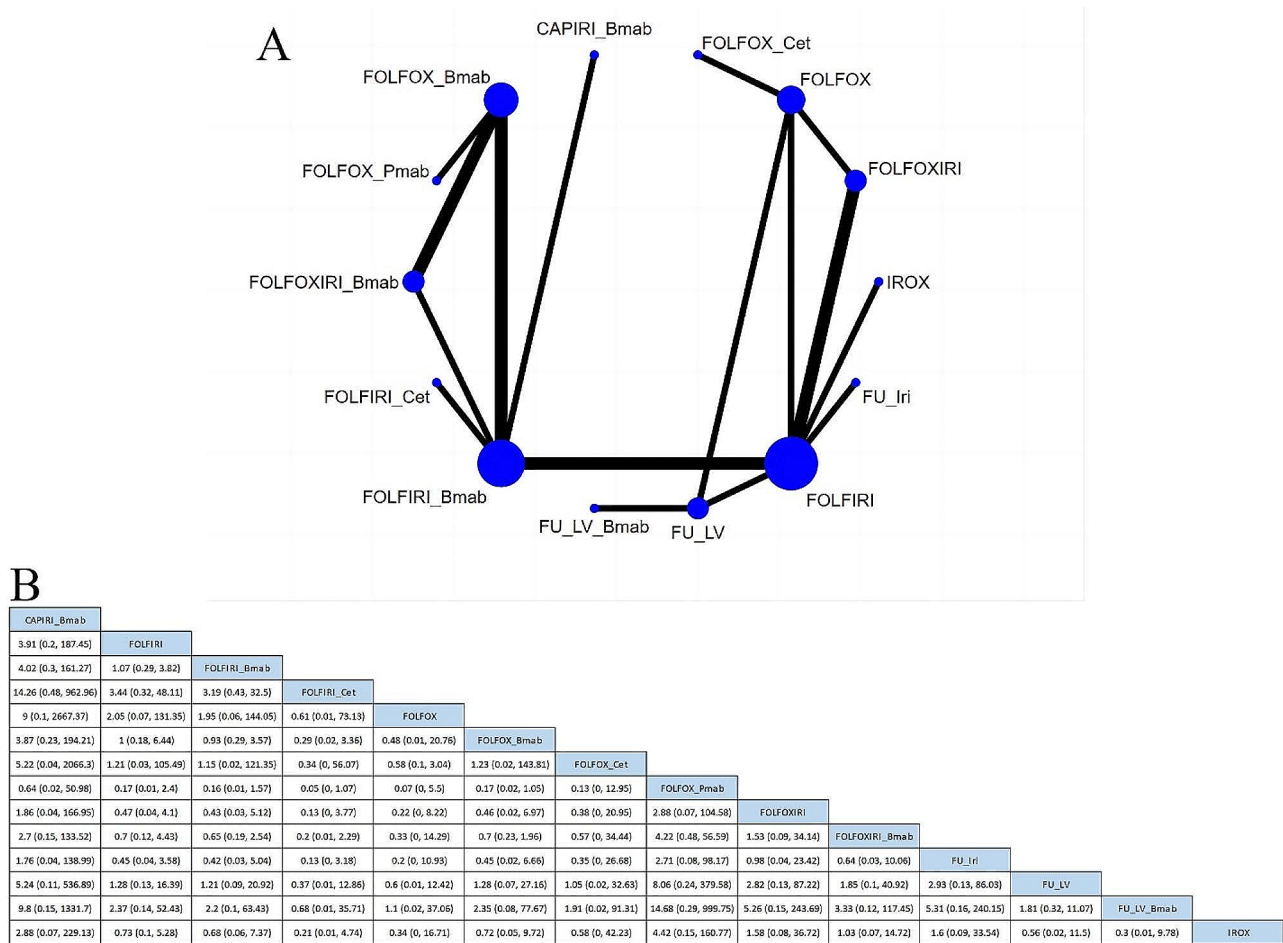 A
CAPIRI_Bmab
FOLFOX_Cet
FOLFOX_Bmab
FOLFOX
FOLFOX_Pmab
FOLFOXIRI
FOLFOXIRI_Bmab
IROX
FOLFIRI_Cet
FU_Iri
FOLFIRI_Bmab
FOLFIRI
FU_LV_Bmab
FU_LV
B
CAPIRI_Bmab
3.91 (0.2, 187.45) FOLFIRI
4.02 (0.3, 161.27) 1.07 (0.29, 3.82) FOLFIRI_Bmab
14.26 (0.48, 962.96) 3.44 (0.32, 48.11) 3.19 (0.43, 32.5) FOLFIRI_Cet
9 (0.1, 2667.37) 2.05 (0.07, 131.35) 1.95 (0.06, 144.05) 0.61 (0.01, 73.13) FOLFOX
3.87 (0.23, 194.21) 1 (0.18, 6.44) 0.93 (0.29, 3.57) 0.29 (0.02, 3.36) 0.48 (0.01, 20.76) FOLFOX_Bmab
5.22 (0.04, 2066.3) 1.21 (0.03, 105.49) 1.15 (0.02, 121.35) 0.34 (0, 56.07) 0.58 (0.1, 3.04) 1.23 (0.02, 143.81) FOLFOX_Cet
0.64 (0.02, 50.98) 0.17 (0.01, 2.4) 0.16 (0.01, 1.57) 0.05 (0, 1.07) 0.07 (0, 5.5) 0.17 (0.02, 1.05) 0.13 (0, 12.95) FOLFOX_Pmab
1.86 (0.04, 166.95) 0.47 (0.04, 4.1) 0.43 (0.03, 5.12) 0.13 (0, 3.77) 0.22 (0, 8.22) 0.46 (0.02, 6.97) 0.38 (0, 20.95) 2.88 (0.07, 104.58) FOLFOXIRI
2.7 (0.15, 133.52) 0.7 (0.12, 4.43) 0.65 (0.19, 2.54) 0.2 (0.01, 2.29) 0.33 (0, 14.29) 0.7 (0.23, 1.96) 0.57 (0, 34.44) 4.22 (0.48, 56.59) 1.53 (0.09, 34.14) FOLFOXIRI_Bmab
1.76 (0.04, 138.99) 0.45 (0.04, 3.58) 0.42 (0.03, 5.04) 0.13 (0, 3.18) 0.2 (0, 10.93) 0.45 (0.02, 6.66) 0.35 (0, 26.68) 2.71 (0.08, 98.17) 0.98 (0.04, 23.42) 0.64 (0.03, 10.06) FU_Iri
5.24 (0.11, 536.89) 1.28 (0.13, 16.39) 1.21 (0.09, 20.92) 0.37 (0.01, 12.86) 0.6 (0.01, 12.42) 1.28 (0.07, 27.16) 1.05 (0.02, 32.63) 8.06 (0.24, 379.58) 2.82 (0.13, 87.22) 1.85 (0.1, 40.92) 2.93 (0.13, 86.03) FU_LV
9.8 (0.15, 1331.7) 2.37 (0.14, 52.43) 2.2 (0.1, 63.43) 0.68 (0.01, 35.71) 1.1 (0.02, 37.06) 2.35 (0.08, 77.67) 1.91 (0.02, 91.31) 14.68 (0.29, 999.75) 5.26 (0.15, 243.69) 3.33 (0.12, 117.45) 5.31 (0.16, 240.15) 1.81 (0.32, 11.07) FU_LV_Bmab
2.88 (0.07, 229.13) 0.73 (0.1, 5.28) 0.68 (0.06, 7.37) 0.21 (0.01, 4.74) 0.34 (0, 16.71) 0.72 (0.05, 9.72) 0.58 (0, 42.23) 4.42 (0.15, 160.77) 1.58 (0.08, 36.72) 1.03 (0.07, 14.72) 1.6 (0.09, 33.54) 0.56 (0.02, 11.5) 0.3 (0.01, 9.78) IROX